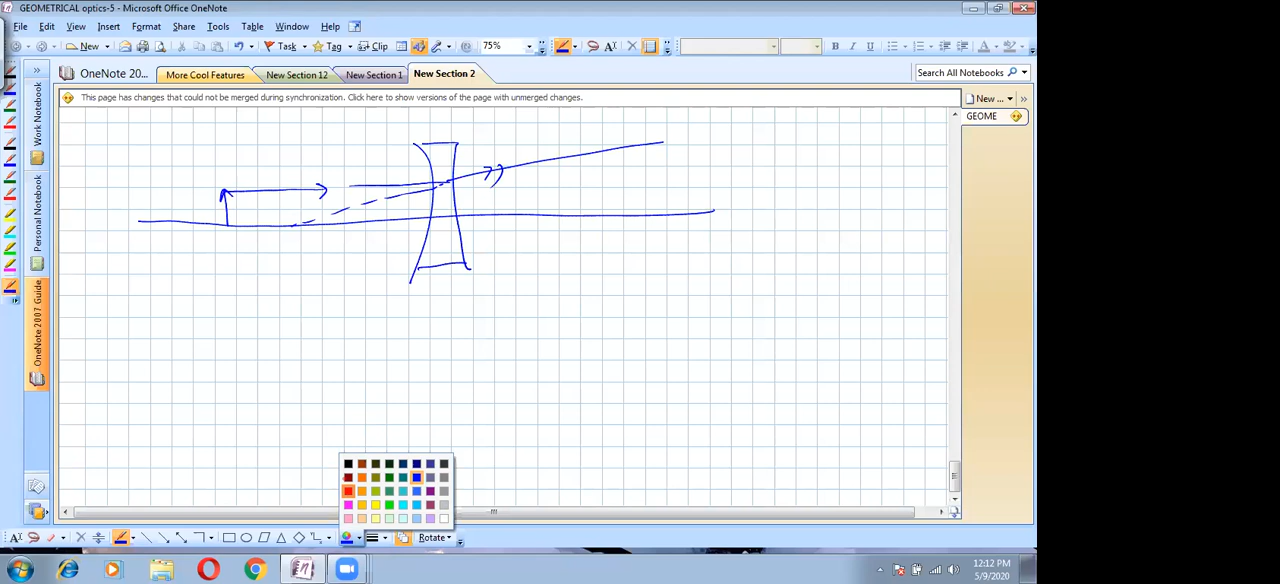 GEOMETRICAL optics-5 - Microsoft Office OneNote
File Edit View Insert Format Share Tools Table Window Help
New Task Tag Clip 75% B I U
OneNote 20... More Cool Features New Section 12 New Section 1 New Section 2 Search All Notebooks
This page has changes that could not be merged during synchronization. Click here to show versions of the page with unmerged changes.
New ...
GEOME
Work Notebook
Personal Notebook
OneNote 2007 Guide
Rotate
12:12 PM
5/9/2020